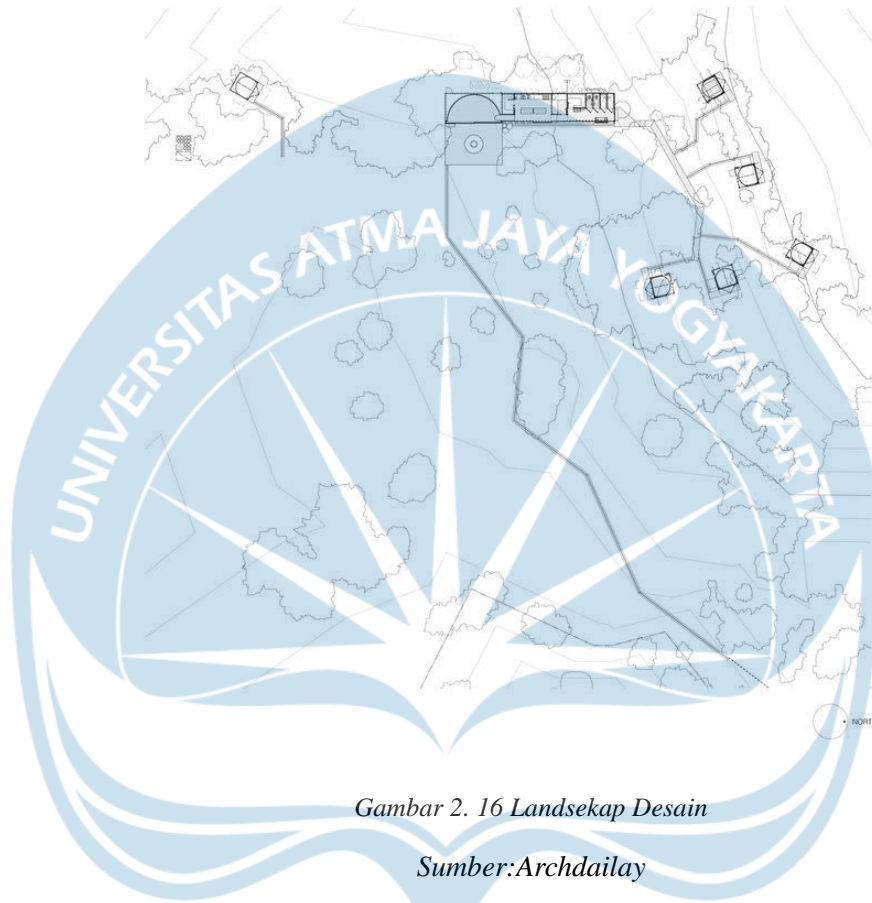 UNIVERSITAS ATMA JAYA YOGYAKARTA
NORT
Gambar 2. 16 Landsekap Desain
Sumber:Archdailay